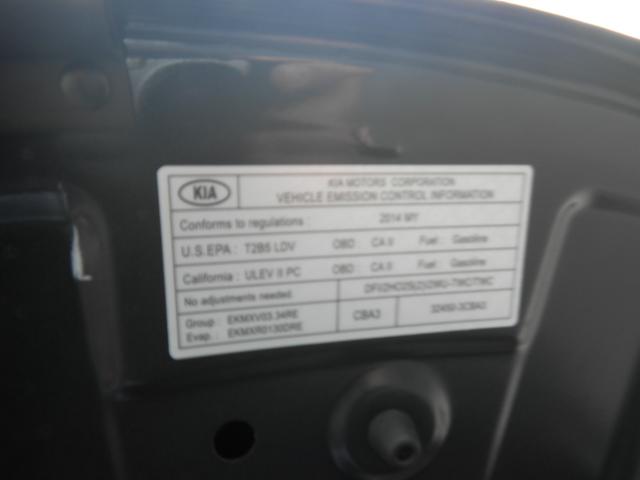 KIA
KIA MOTORS CORPORATION
VEHICLE EMISSION CONTROL INFORMATION
Conforms to regulations : 2014 MY
U.S.EPA : T2B5 LDV OBD : CA II Fuel : Gasoline
California : ULEV II PC OBD : CA II Fuel : Gasoline
No adjustments needed.
Group : EKMXV03.34RE CBA3
Evap. : EKMXR0130DRE